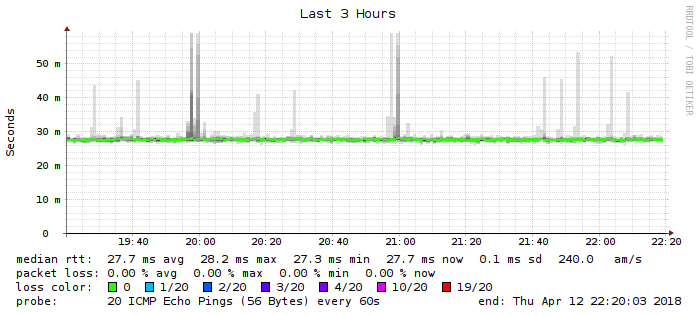 Last 3 Hours
RRDTOOL / TOBI OETIKER
Seconds
50 m
40 m
30 m
20 m
10 m
0
19:40 20:00 20:20 20:40 21:00 21:20 21:40 22:00 22:20
median rtt: 27.7 ms avg 28.2 ms max 27.3 ms min 27.7 ms now 0.1 ms sd 240.0 am/s
packet loss: 0.00 % avg 0.00 % max 0.00 % min 0.00 % now
loss color: 0 1/20 2/20 3/20 4/20 10/20 19/20
probe: 20 ICMP Echo Pings (56 Bytes) every 60s end: Thu Apr 12 22:20:03 2018